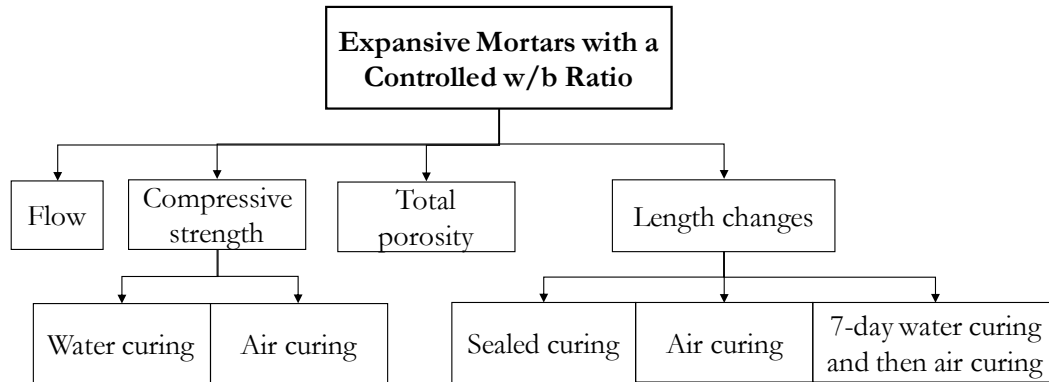 Expansive Mortars with a
Controlled w/b Ratio
Flow
Compressive
strength
Total
porosity
Length changes
Water curing
Air curing
Sealed curing
Air curing
7-day water curing
and then air curing